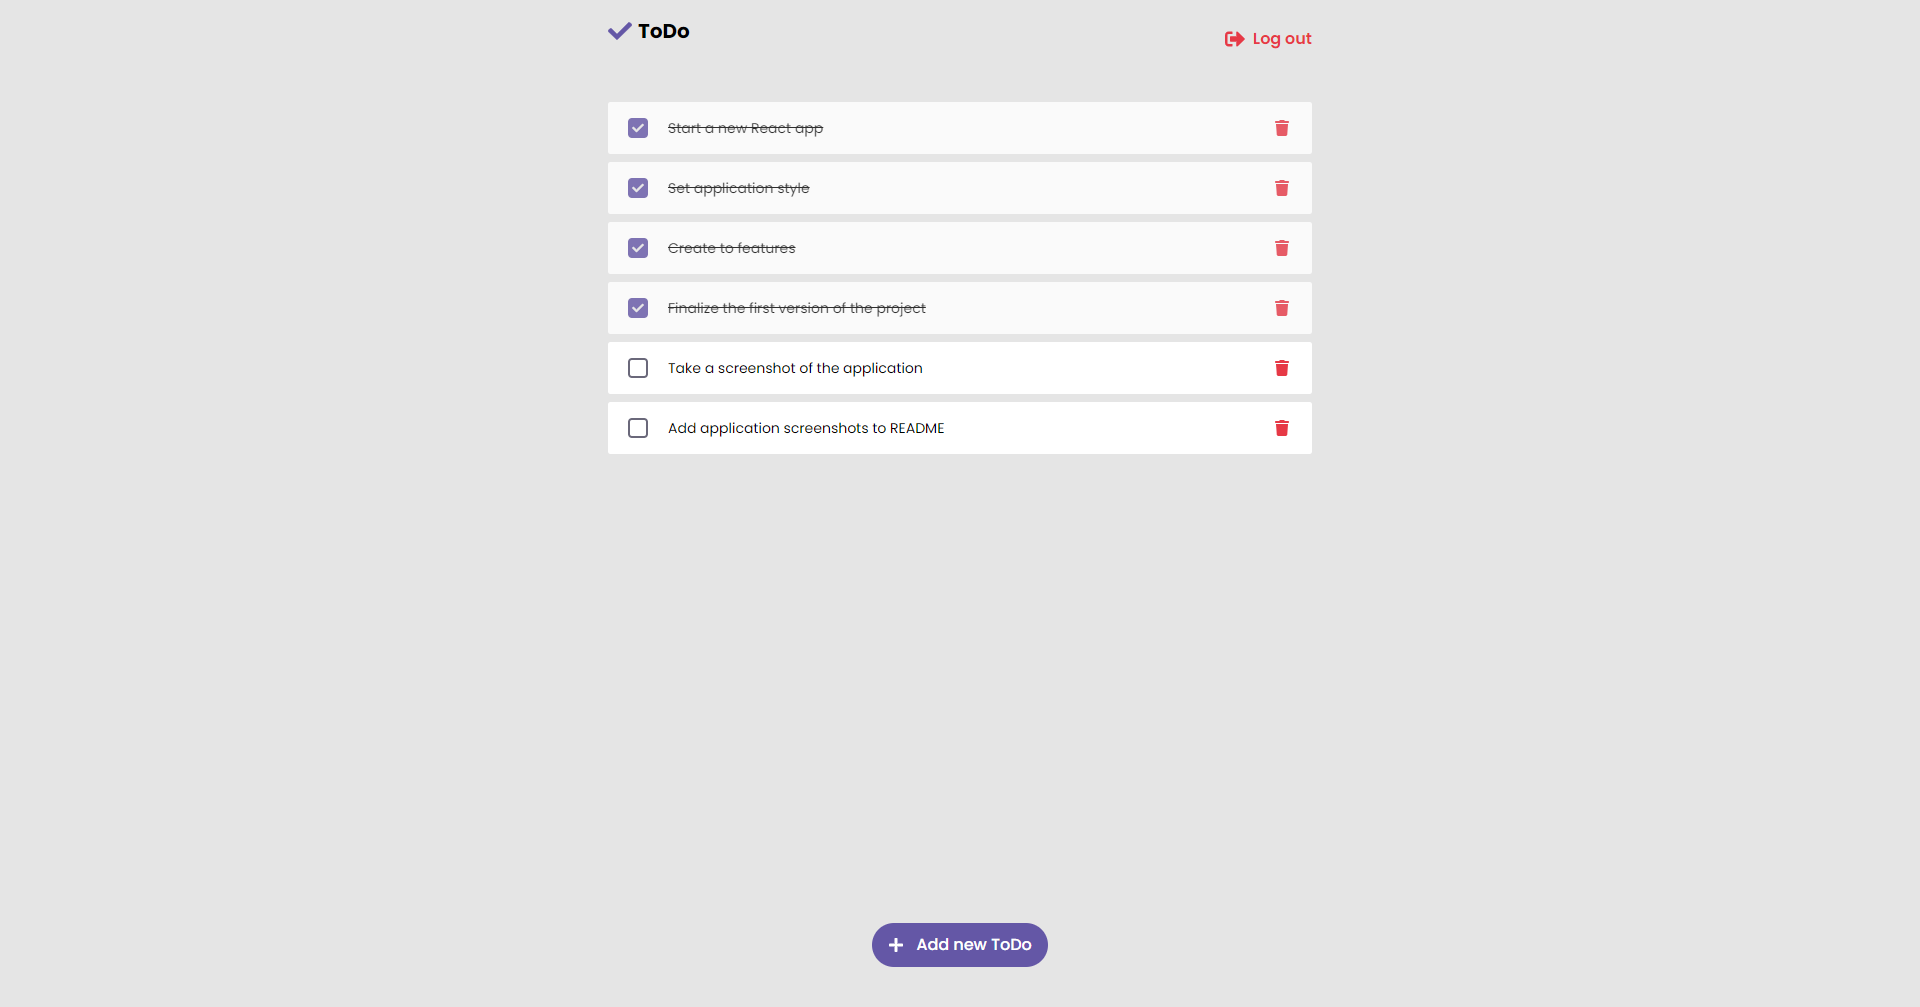 ToDo
Log out
Start a new React app
Set application style
Create to features
Finalize the first version of the project
Take a screenshot of the application
Add application screenshots to README
Add new ToDo